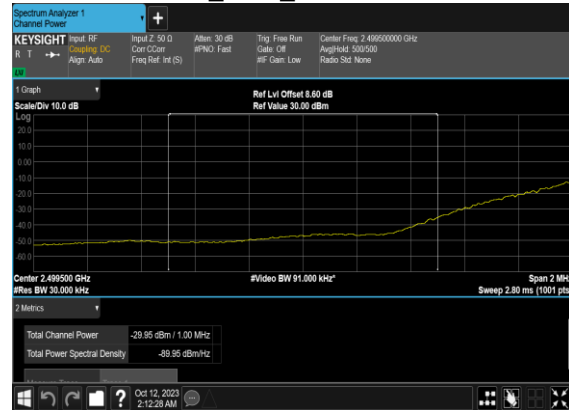 Spectrum Analyzer 1
Channel Power
+
KEYSIGHT Input: RF
R T Coupling: DC
Align: Auto
Input Z: 50 Ω
Corr CCorr
Freq Ref: Int (S)
Atten: 30 dB
#PNO: Fast
Trig: Free Run
Gate: Off
#IF Gain: Low
Center Freq: 2.499500000 GHz
Avg|Hold: 500/500
Radio Std: None
1 Graph
Scale/Div 10.0 dB
Ref Lvl Offset 8.60 dB
Ref Value 30.00 dBm
Log
20.0
10.0
0.00
-10.0
-20.0
-30.0
-40.0
-50.0
-60.0
Center 2.499500 GHz
#Res BW 30.000 kHz
#Video BW 91.000 kHz*
Span 2 MHz
Sweep 2.80 ms (1001 pts
2 Metrics
Total Channel Power -29.95 dBm / 1.00 MHz
Total Power Spectral Density -89.95 dBm/Hz
?
Oct 12, 2023
2:12:28 AM